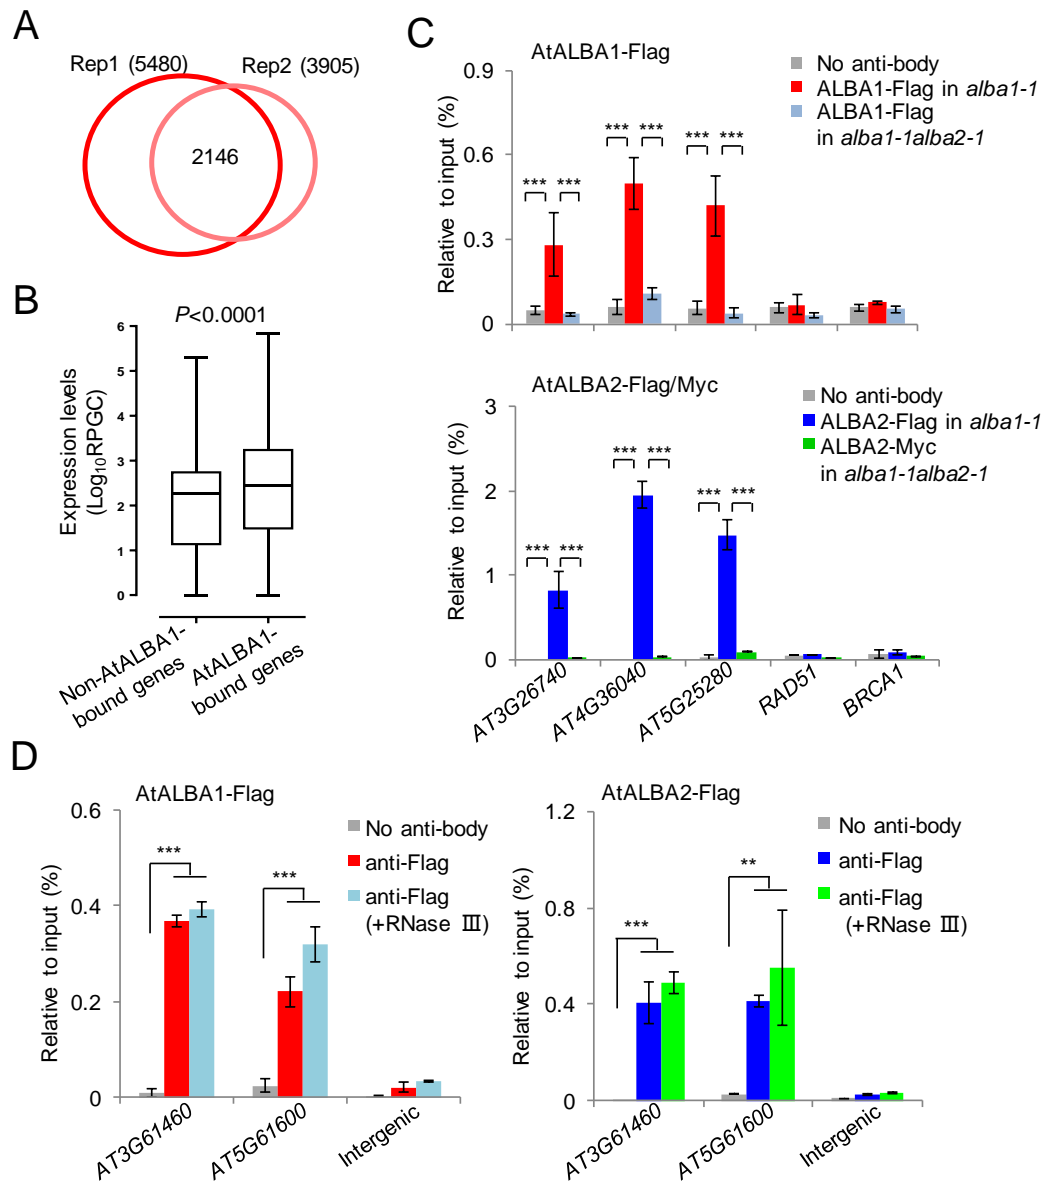 A
Rep1 (5480)
Rep2 (3905)
2146
B
P<0.0001
Expression levels
(Log10RPGC)
6
5
4
3
2
1
0
Non-AtALBA1-
bound genes
AtALBA1-
bound genes
C
AtALBA1-Flag
No anti-body
ALBA1-Flag in alba1-1
ALBA1-Flag
in alba1-1alba2-1
Relative to input (%)
0.9
0.6
0.3
0
*** ***
*** ***
*** ***
AtALBA2-Flag/Myc
No anti-body
ALBA2-Flag in alba1-1
ALBA2-Myc
in alba1-1alba2-1
Relative to input (%)
3
2
1
0
*** ***
*** ***
*** ***
AT3G26740
AT4G36040
AT5G25280
RAD51
BRCA1
D
AtALBA1-Flag
No anti-body
anti-Flag
anti-Flag
(+RNase Ⅲ)
Relative to input (%)
0.6
0.4
0.2
0
***
***
AT3G61460
AT5G61600
Intergenic
AtALBA2-Flag
No anti-body
anti-Flag
anti-Flag
(+RNase Ⅲ)
Relative to input (%)
1.2
0.8
0.4
0
***
**
AT3G61460
AT5G61600
Intergenic